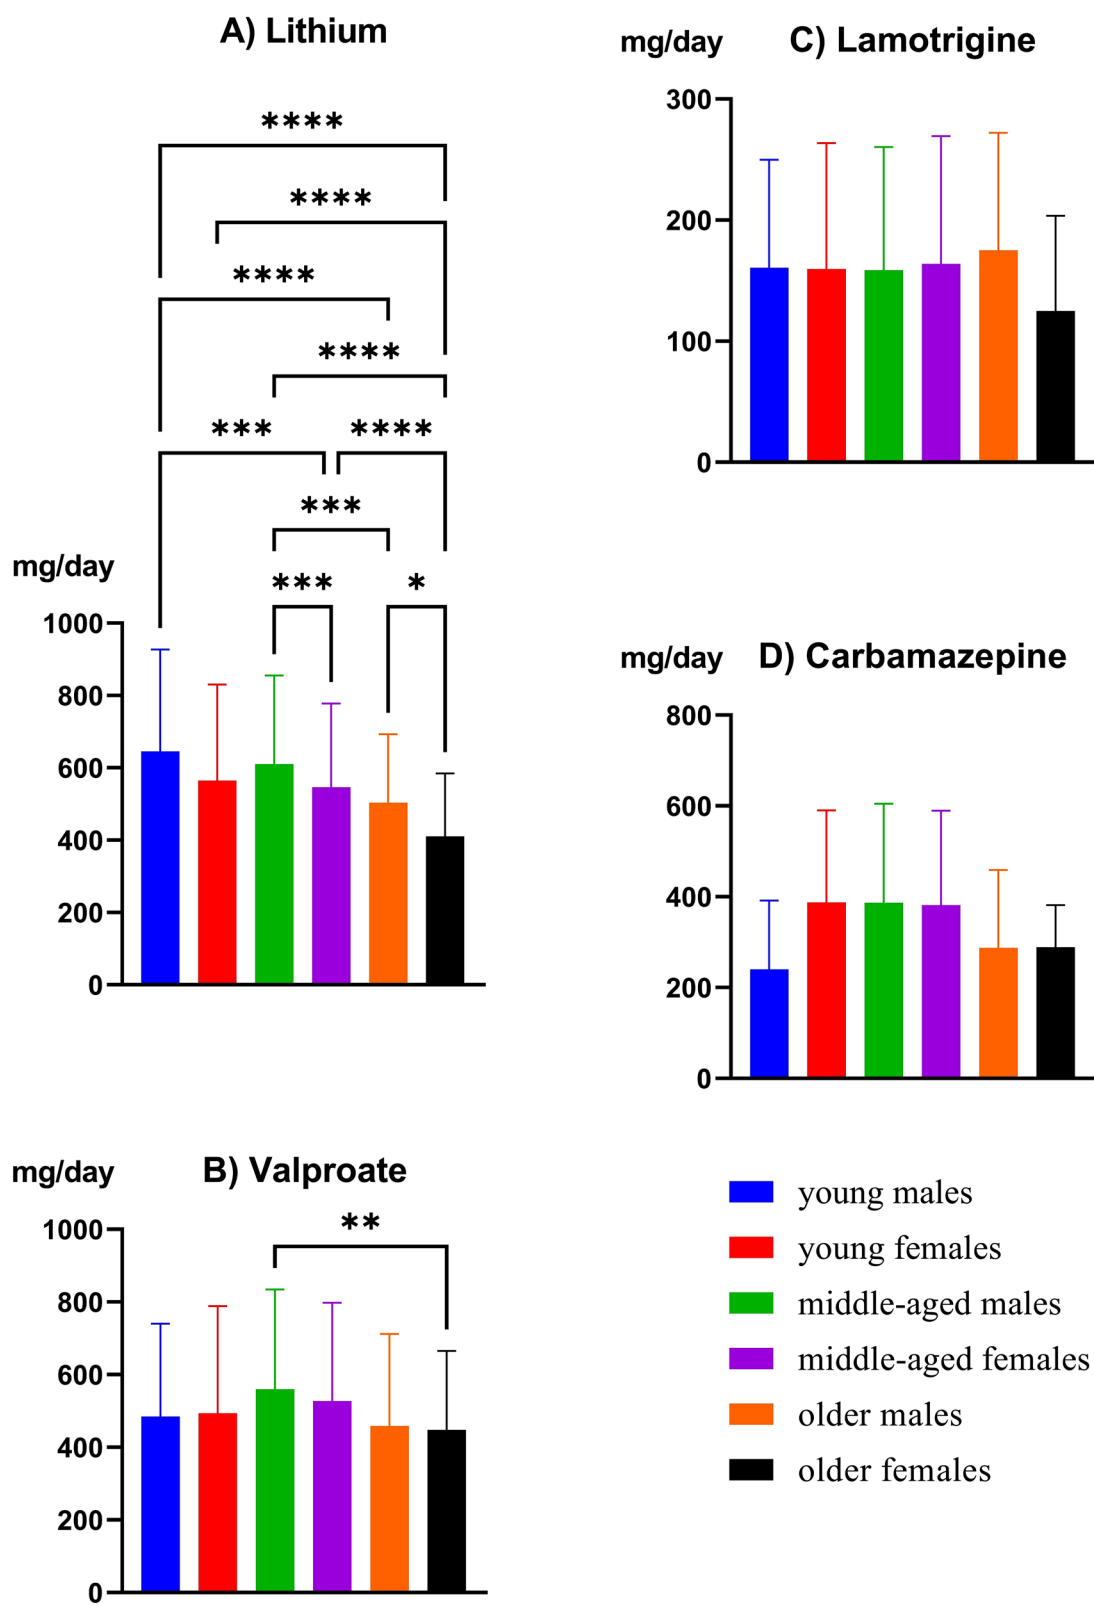 A) Lithium
****
****
****
****
***
****
***
mg/day
***
*
1000
800
600
400
200
0
mg/day
B) Valproate
1000
**
800
600
400
200
0
mg/day
C) Lamotrigine
300
200
100
0
mg/day
D) Carbamazepine
800
600
400
200
0
young males
young females
middle-aged males
middle-aged females
older males
older females